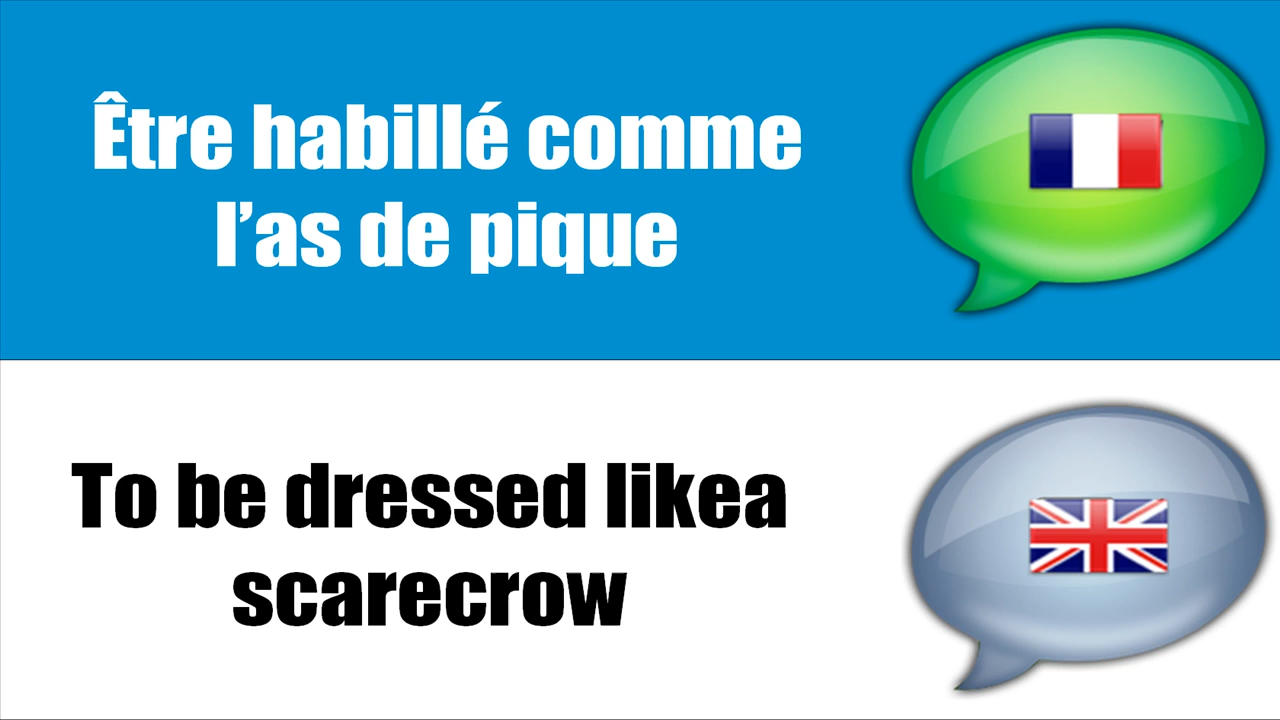 Être habillé comme
l’as de pique
To be dressed likea
scarecrow